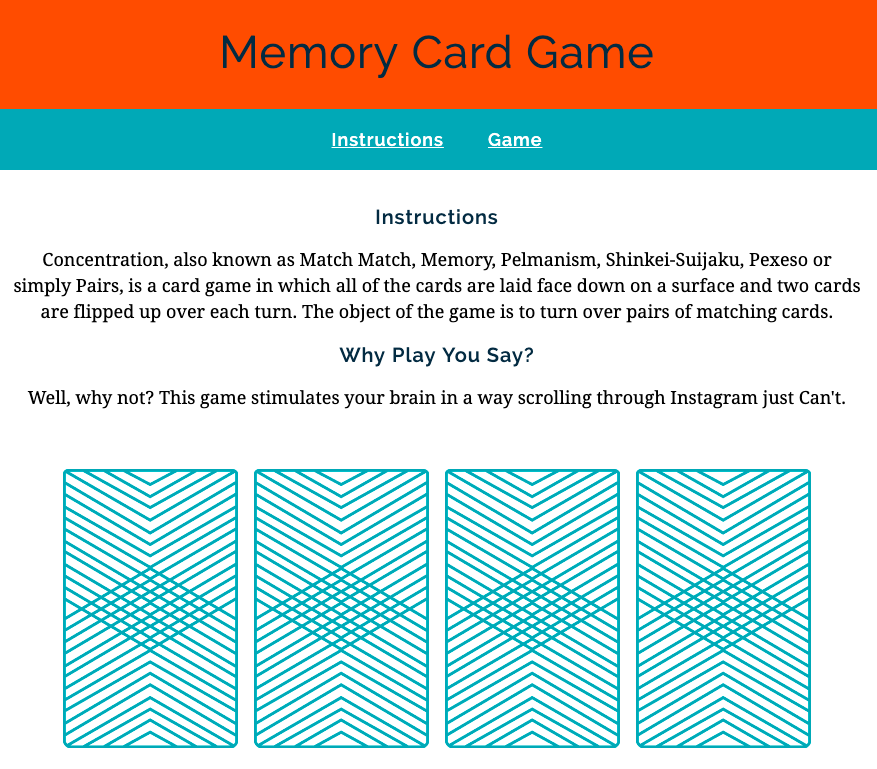 Memory Card Game
Instructions Game
Instructions
Concentration, also known as Match Match, Memory, Pelmanism, Shinkei-Suijaku, Pexeso or
simply Pairs, is a card game in which all of the cards are laid face down on a surface and two cards
are flipped up over each turn. The object of the game is to turn over pairs of matching cards.
Why Play You Say?
Well, why not? This game stimulates your brain in a way scrolling through Instagram just Can't.